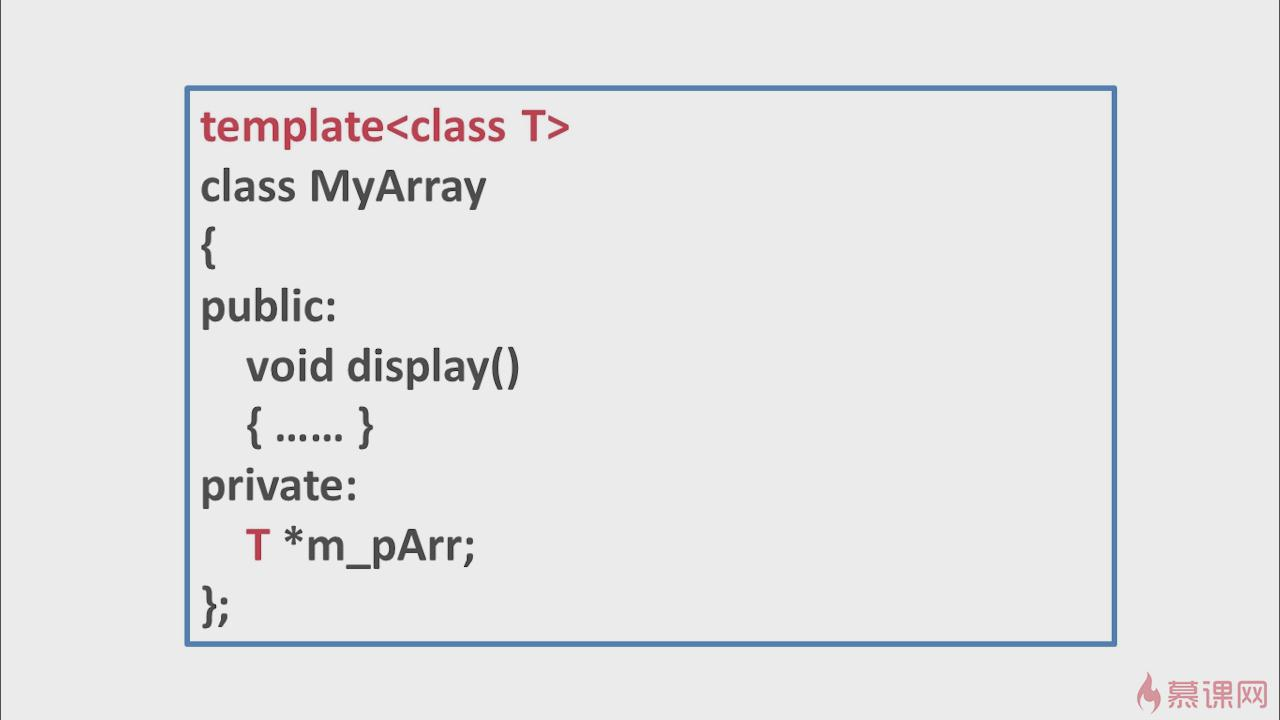 template<class T>
class MyArray
{
public:
void display()
{ …… }
private:
T *m_pArr;
};
慕课网